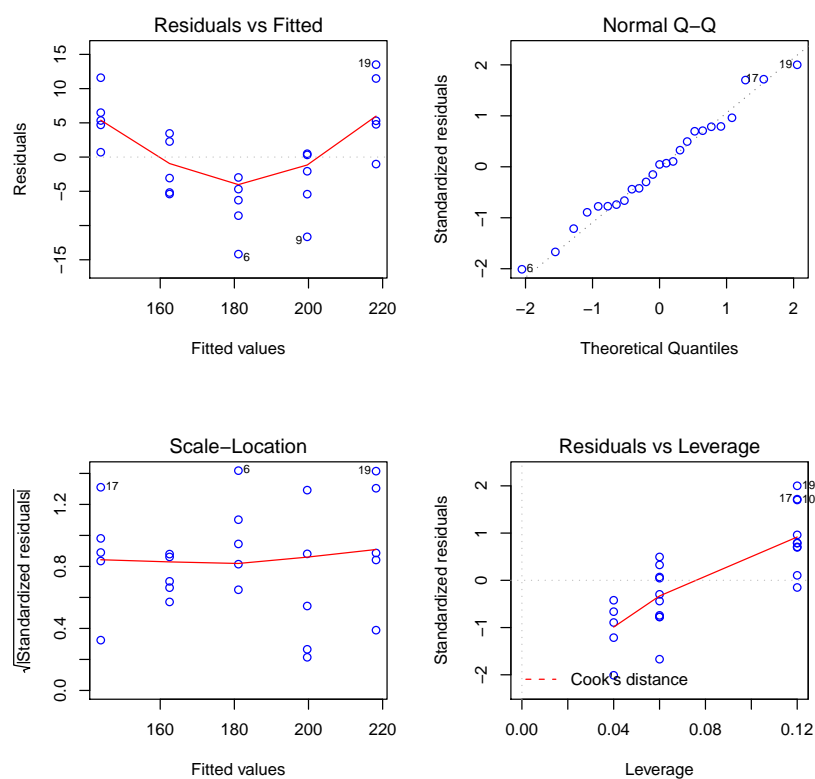 Residuals vs Fitted
Residuals
15
10
5
0
−5
−15
19
9
6
160 180 200 220
Fitted values
Normal Q−Q
Standardized residuals
2
1
0
−1
−2
17
19
6
−2 −1 0 1 2
Theoretical Quantiles
Scale−Location
√|Standardized residuals|
1.2
0.8
0.4
0.0
17
6
19
160 180 200 220
Fitted values
Residuals vs Leverage
Standardized residuals
2
1
0
−1
−2
19
17
10
Cook's distance
0.00 0.04 0.08 0.12
Leverage